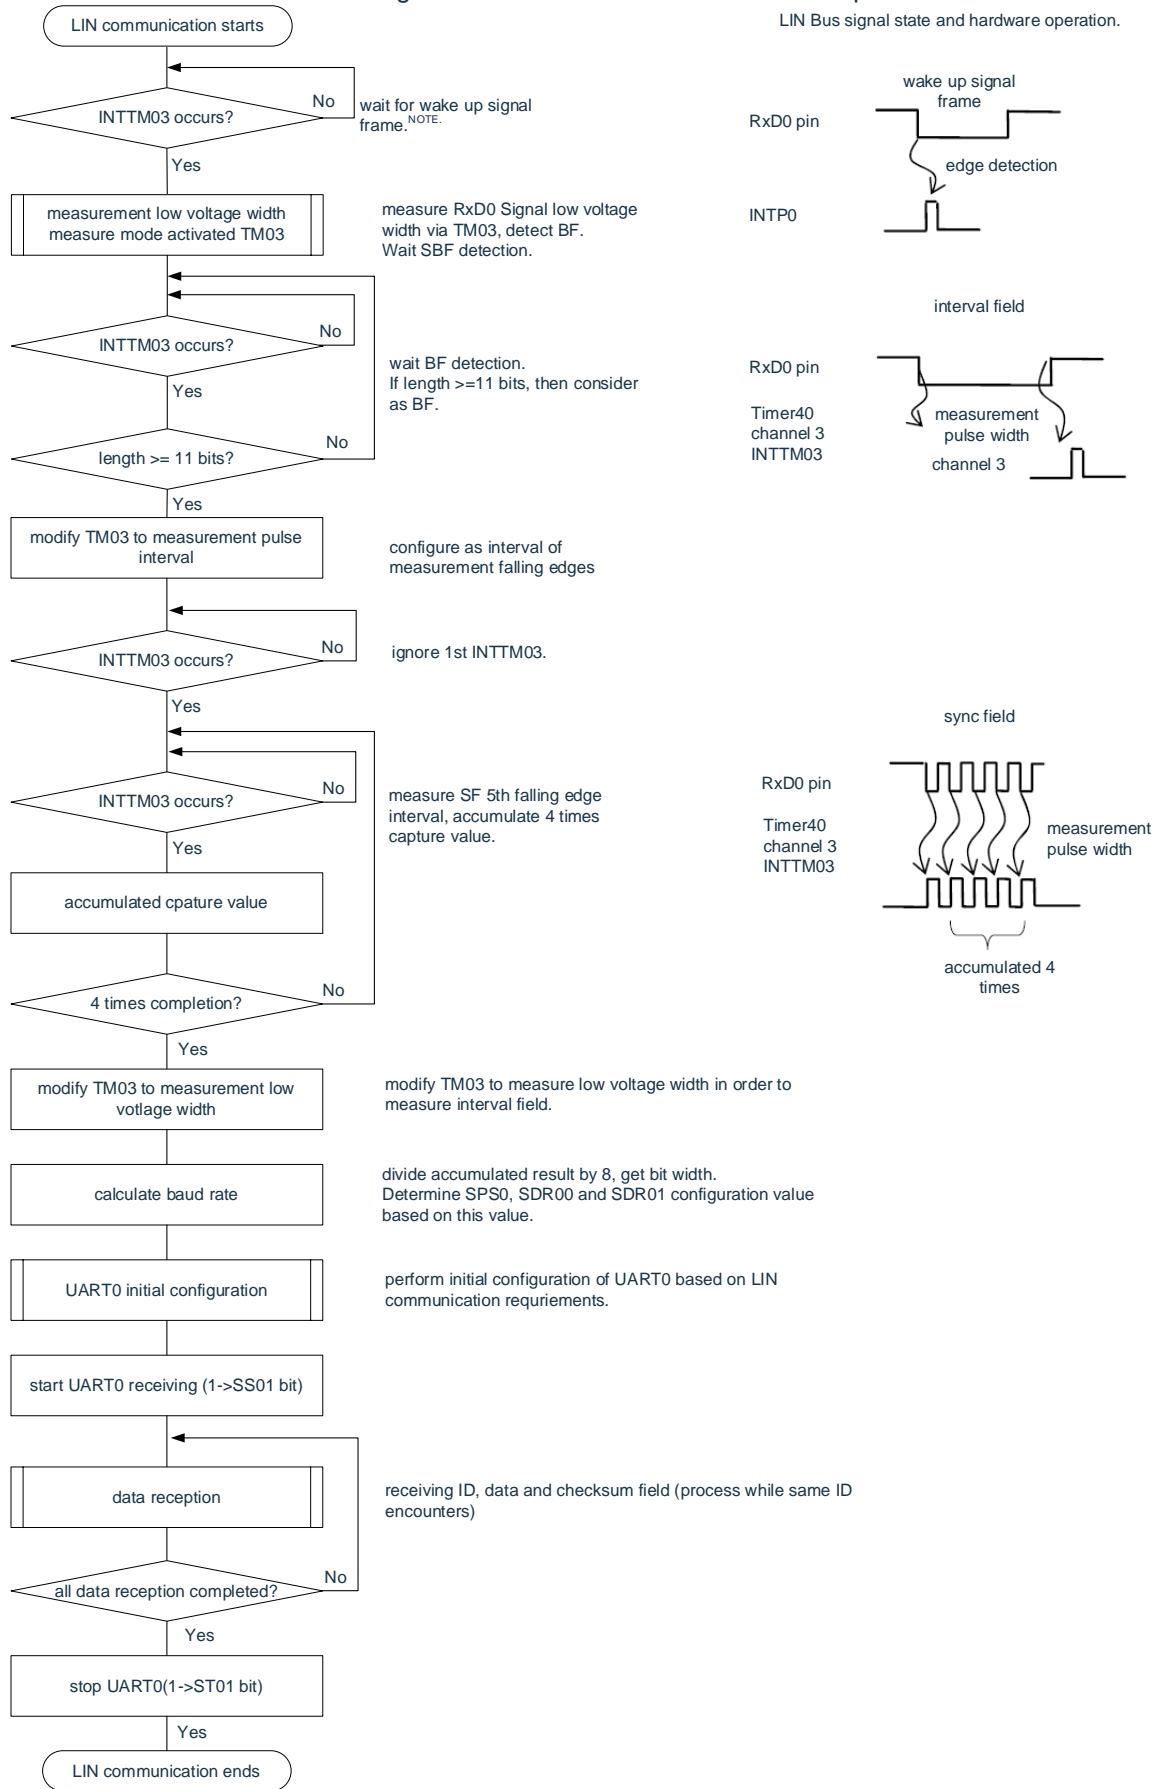 LIN communication starts
LIN Bus signal state and hardware operation.
INTTM03 occurs?
No
wait for wake up signal
frame.NOTE.
Yes
wake up signal
frame
RxD0 pin
edge detection
INTP0
measurement low voltage width
measure mode activated TM03
measure RxD0 Signal low voltage
width via TM03, detect BF.
Wait SBF detection.
INTTM03 occurs?
No
Yes
wait BF detection.
If length >=11 bits, then consider
as BF.
length >= 11 bits?
No
Yes
interval field
RxD0 pin
Timer40
channel 3
INTTM03
measurement
pulse width
channel 3
modify TM03 to measurement pulse
interval
configure as interval of
measurement falling edges
INTTM03 occurs?
No
ignore 1st INTTM03.
Yes
INTTM03 occurs?
No
Yes
measure SF 5th falling edge
interval, accumulate 4 times
capture value.
sync field
RxD0 pin
Timer40
channel 3
INTTM03
measurement
pulse width
accumulated 4
times
accumulated cpature value
4 times completion?
No
Yes
modify TM03 to measurement low
votlage width
modify TM03 to measure low voltage width in order to
measure interval field.
calculate baud rate
divide accumulated result by 8, get bit width.
Determine SPS0, SDR00 and SDR01 configuration value
based on this value.
UART0 initial configuration
perform initial configuration of UART0 based on LIN
communication requriements.
start UART0 receiving (1->SS01 bit)
data reception
receiving ID, data and checksum field (process while same ID
encounters)
all data reception completed?
No
Yes
stop UART0(1->ST01 bit)
Yes
LIN communication ends